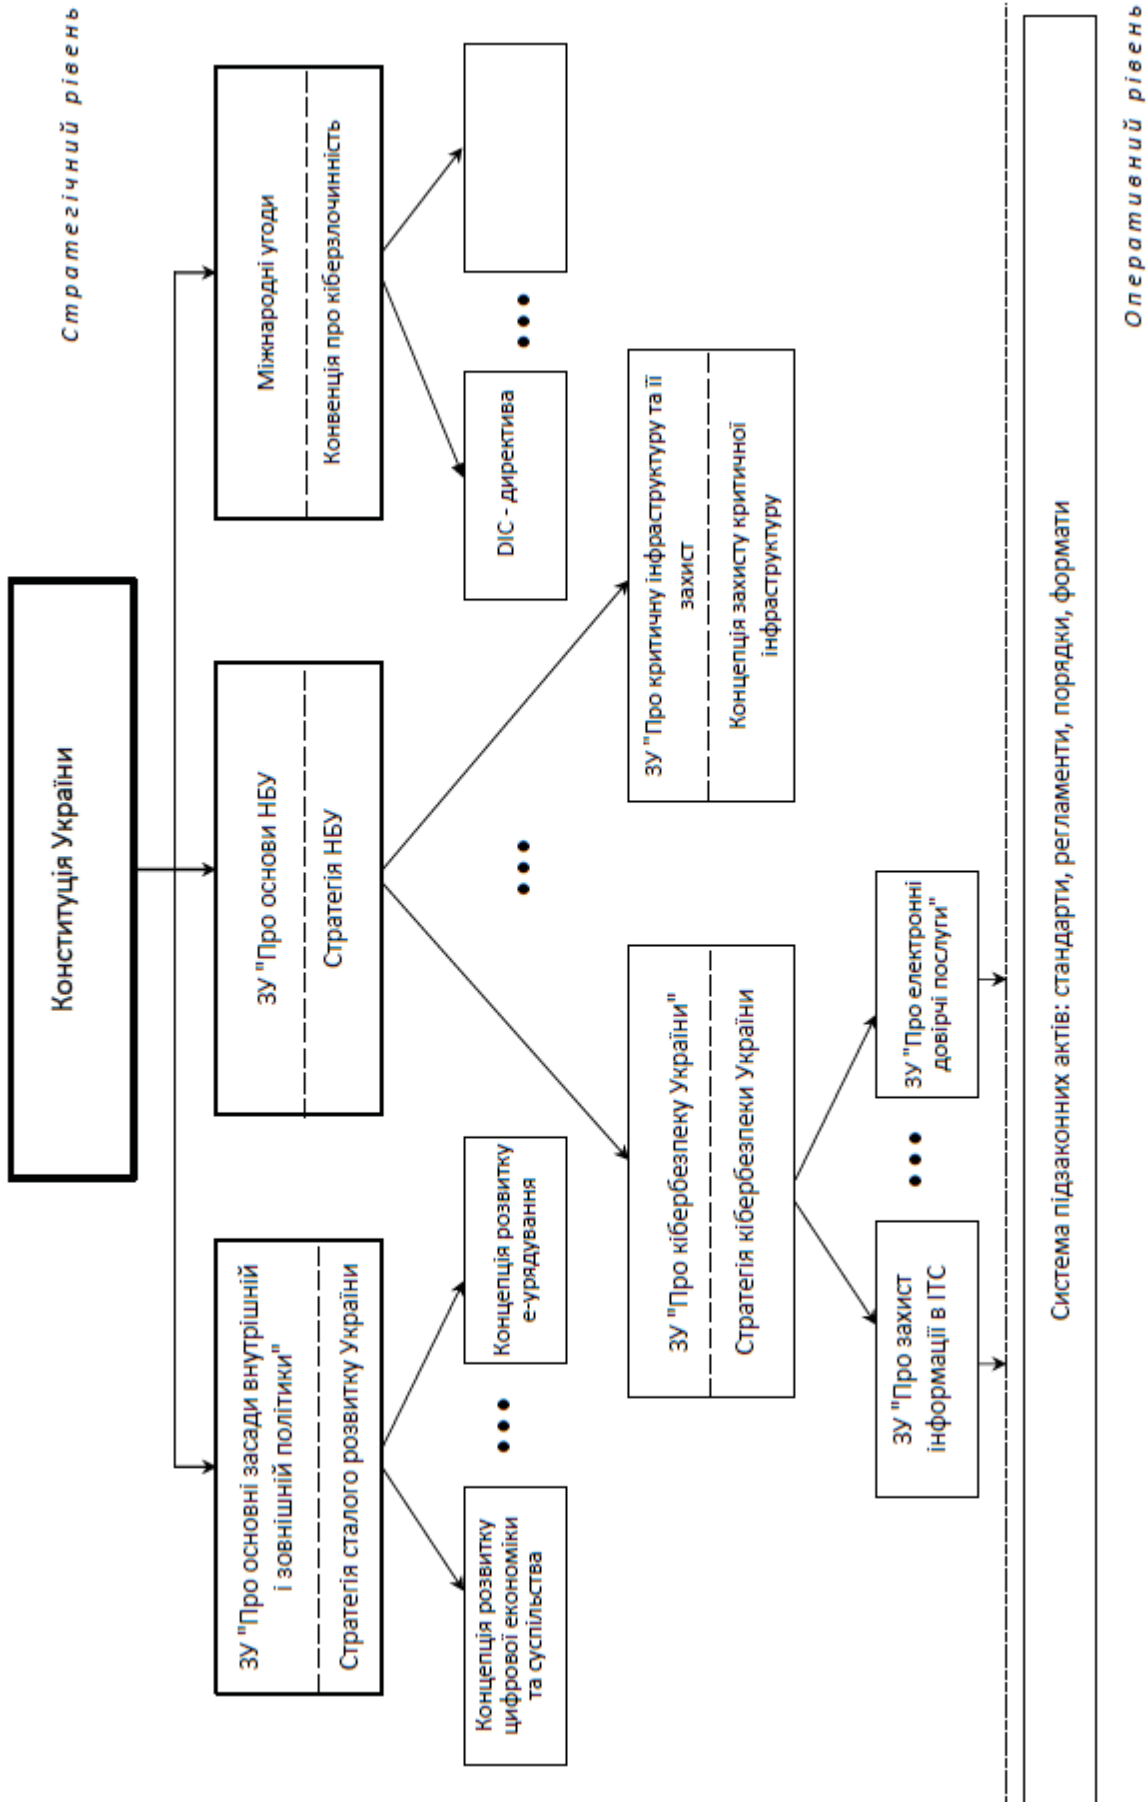 Стратегічний рівень
Конституція України
ЗУ "Про основні засади внутрішній
і зовнішній політики"
Стратегія сталого розвитку України
ЗУ "Про основи НБУ
Стратегія НБУ
Міжнародні угоди
Конвенція про кіберзлочинність
Концепція розвитку
цифрової економіки
та суспільства
Концепція розвитку
е-урядування
DIC - директива
ЗУ "Про кібербезпеку України"
Стратегія кібербезпеки України
ЗУ "Про критичну інфраструктуру та її
захист
Концепція захисту критичної
інфраструктуру
ЗУ "Про захист
інформації в ІТС
ЗУ "Про електронні
довірчі послуги"
Система підзаконних актів: стандарти, регламенти, порядки, формати
Оперативний рівень